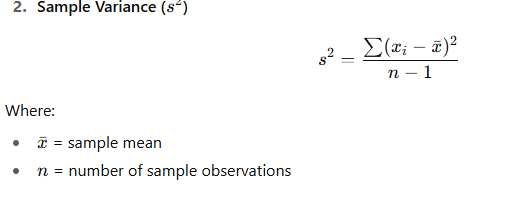 2. Sample Variance (s²)
s² = ∑(xᵢ − x̄)² / n − 1
Where:
• x̄ = sample mean
• n = number of sample observations